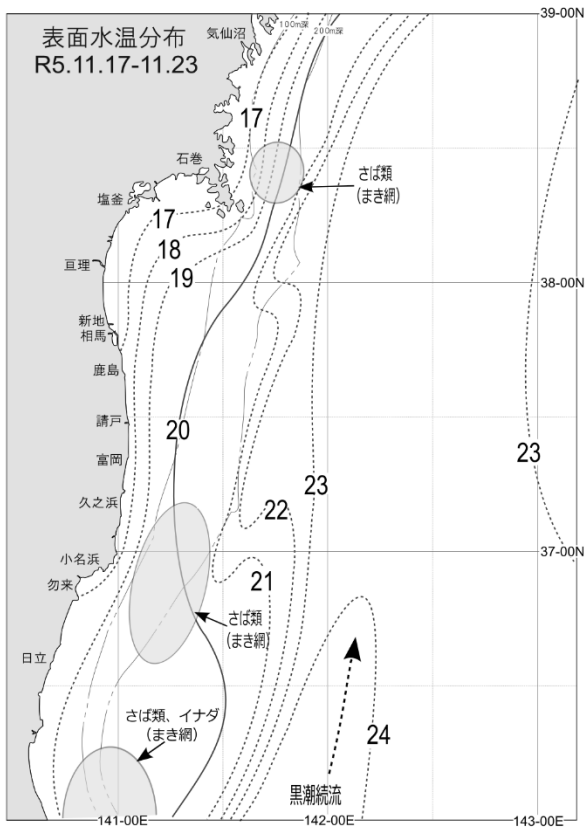 表面水温分布
R5.11.17-11.23
気仙沼
100m深
200m深
39-00N
17
石巻
さば類
(まき網)
塩釜
17
18
19
亘理
38-00N
新地
相馬
鹿島
請戸
20
富岡
23
久之浜
23
22
小名浜
37-00N
勿来
21
さば類
(まき網)
日立
さば類、イナダ
(まき網)
24
黒潮続流
141-00E
142-00E
143-00E